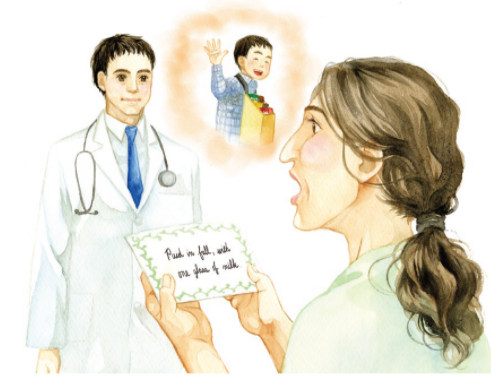 Paid in full, with
one glass of milk